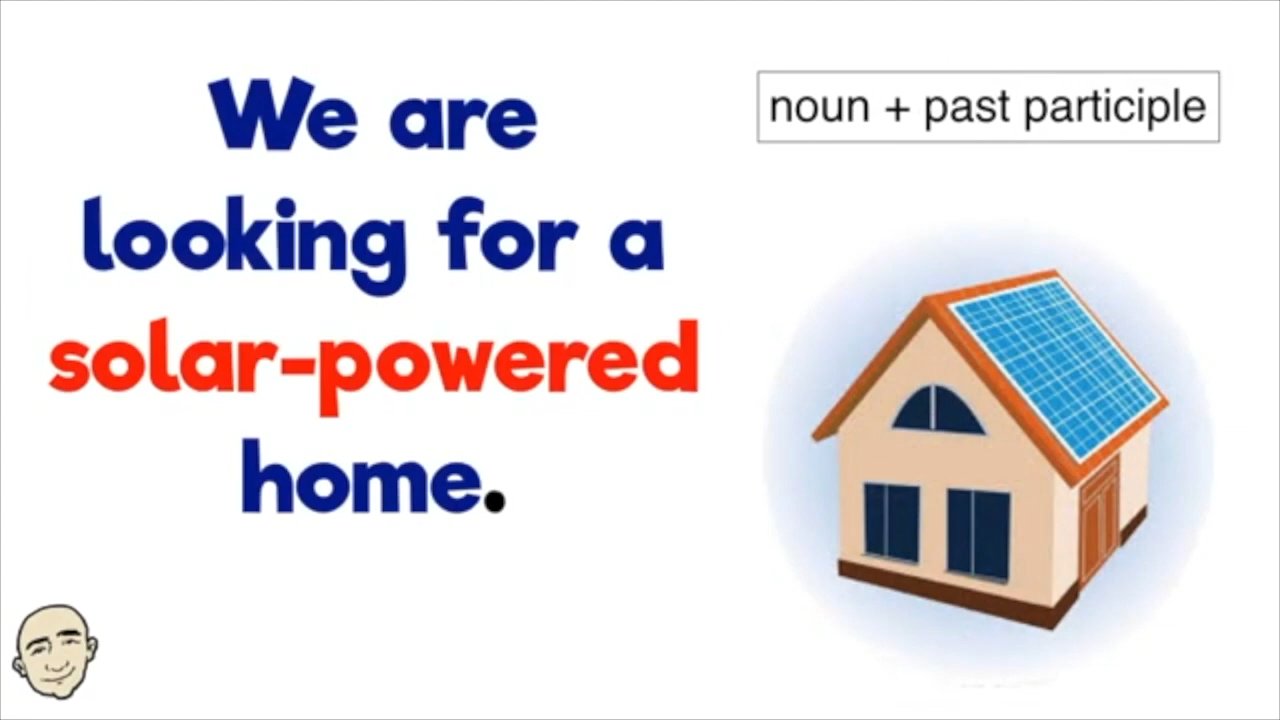 We are
looking for a
solar-powered
home.
noun + past participle